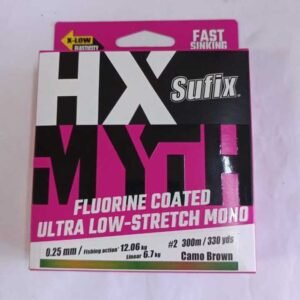 X-LOW
ELASTICITY
FAST
SINKING
HX
Sufix
MYTH
FLUORINE COATED
ULTRA LOW-STRETCH MONO
0.25 mm / Fishing action* 12.06 kg
Linear 6.7 kg
#2 300m / 330 yds
Camo Brown